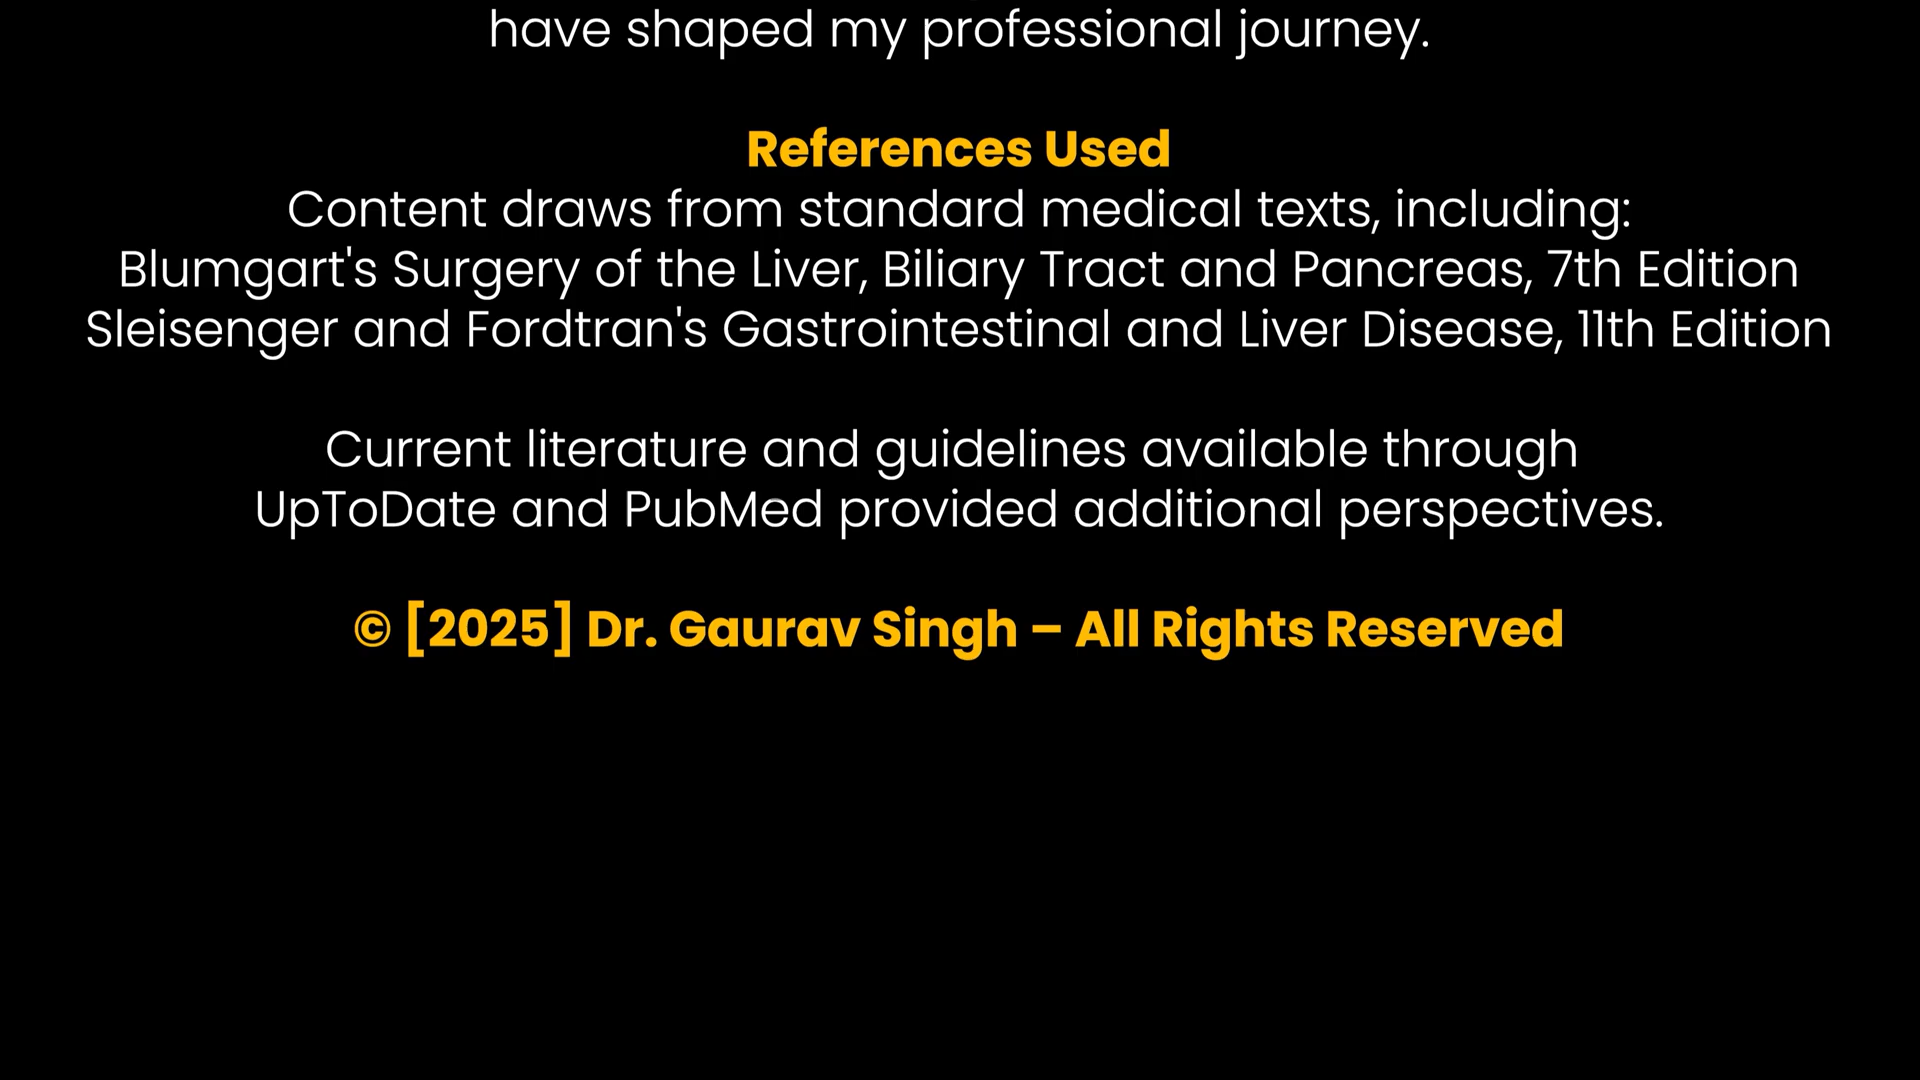 have shaped my professional journey.
References Used
Content draws from standard medical texts, including:
Blumgart's Surgery of the Liver, Biliary Tract and Pancreas, 7th Edition
Sleisenger and Fordtran's Gastrointestinal and Liver Disease, 11th Edition
Current literature and guidelines available through
UpToDate and PubMed provided additional perspectives.
© [2025] Dr. Gaurav Singh – All Rights Reserved